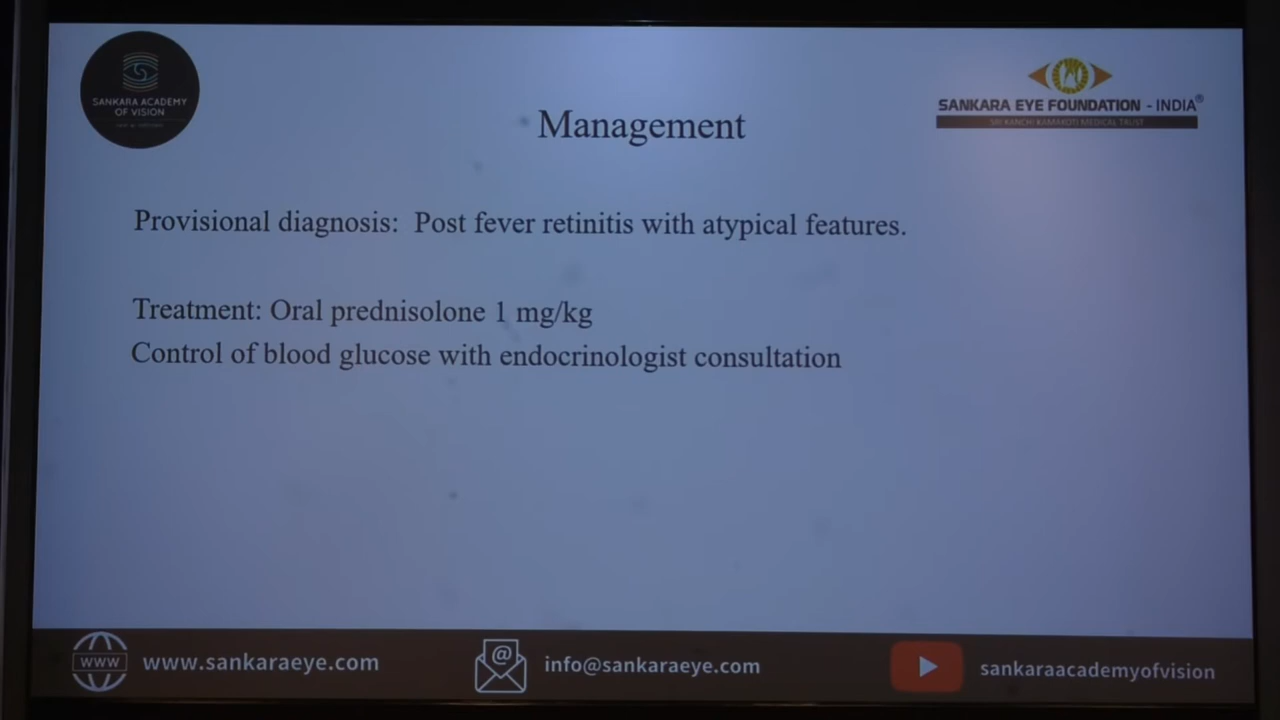 SANKARA ACADEMY
OF VISION
SANKARA EYE FOUNDATION - INDIA®
SRI KANCHI KAMAKOTI MEDICAL TRUST
Management
Provisional diagnosis: Post fever retinitis with atypical features.
Treatment: Oral prednisolone 1 mg/kg
Control of blood glucose with endocrinologist consultation
www www.sankaraeye.com
@ info@sankaraeye.com
sankaraacademyofvision